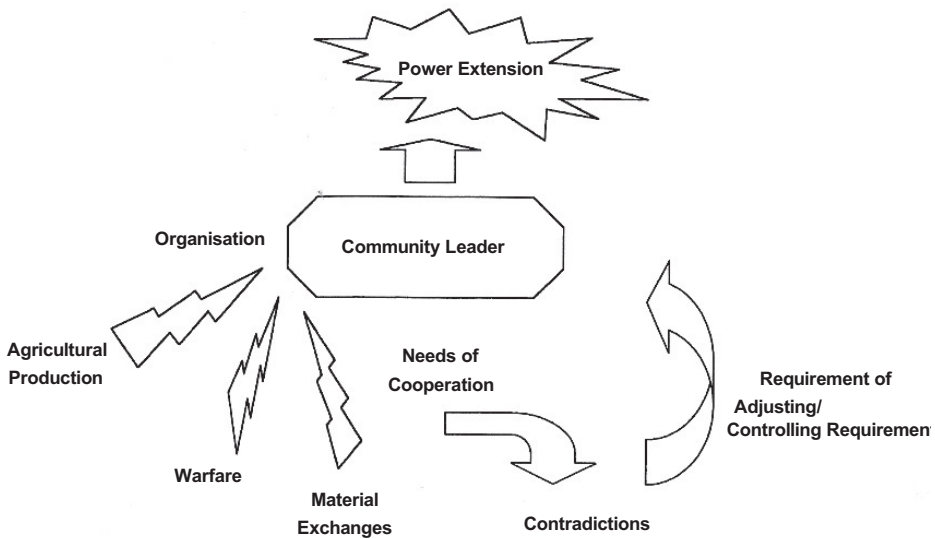 Power Extension
Organisation
Community Leader
Agricultural
Production
Needs of
Cooperation
Requirement of
Adjusting/
Controlling Requirement
Warfare
Material
Exchanges
Contradictions